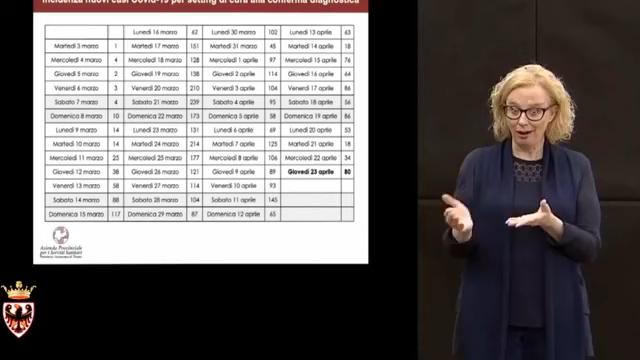 Incidenza nuovi casi Covid-19 per setting di cura alla conferma diagnostica
Lunedì 16 marzo 62 Lunedì 30 marzo 102 Lunedì 13 aprile 63
Martedì 3 marzo 1 Martedì 17 marzo 151 Martedì 31 marzo 45 Martedì 14 aprile 18
Mercoledì 4 marzo 4 Mercoledì 18 marzo 128 Mercoledì 1 aprile 97 Mercoledì 15 aprile 76
Giovedì 5 marzo 2 Giovedì 19 marzo 138 Giovedì 2 aprile 114 Giovedì 16 aprile 64
Venerdì 6 marzo 3 Venerdì 20 marzo 210 Venerdì 3 aprile 104 Venerdì 17 aprile 86
Sabato 7 marzo 4 Sabato 21 marzo 239 Sabato 4 aprile 95 Sabato 18 aprile 56
Domenica 8 marzo 10 Domenica 22 marzo 173 Domenica 5 aprile 58 Domenica 19 aprile 86
Lunedì 9 marzo 14 Lunedì 23 marzo 131 Lunedì 6 aprile 69 Lunedì 20 aprile 53
Martedì 10 marzo 14 Martedì 24 marzo 214 Martedì 7 aprile 125 Martedì 21 aprile 18
Mercoledì 11 marzo 25 Mercoledì 25 marzo 177 Mercoledì 8 aprile 106 Mercoledì 22 aprile 34
Giovedì 12 marzo 38 Giovedì 26 marzo 121 Giovedì 9 aprile 89 Giovedì 23 aprile 80
Venerdì 13 marzo 58 Venerdì 27 marzo 114 Venerdì 10 aprile 93
Sabato 14 marzo 88 Sabato 28 marzo 104 Sabato 11 aprile 145
Domenica 15 marzo 117 Domenica 29 marzo 87 Domenica 12 aprile 65
Azienda Provinciale
per i Servizi Sanitari